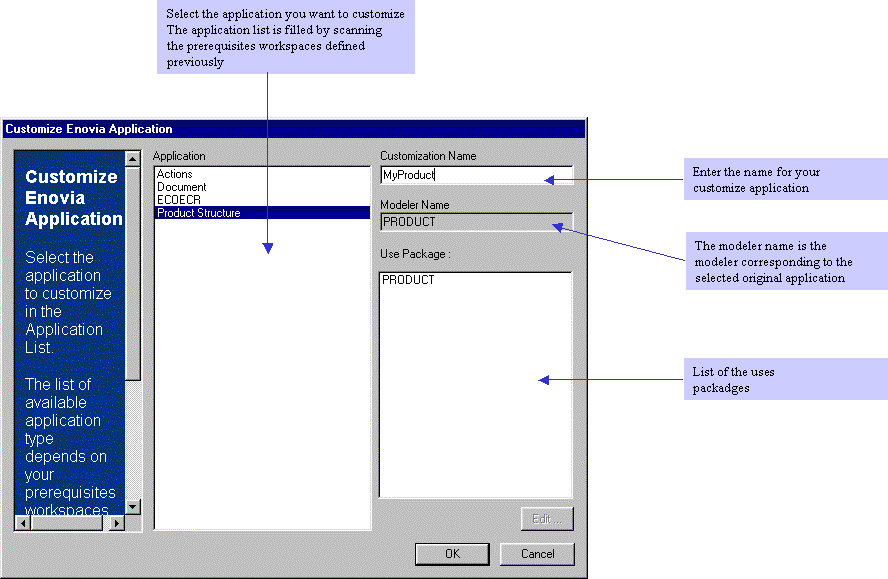 Select the application you want to customize
The application list is filled by scanning
the prerequisites workspaces defined
previously
Customize Enovia Application
Customize
Enovia
Application
Select the
application
to customize
in the
Application
List.
The list of
available
application
type
depends on
your
prerequisites
workspaces
Application
Actions
Document
ECOECR
Product Structure
Customization Name
MyProduct
Modeler Name
PRODUCT
Use Package :
PRODUCT
Edit ...
OK
Cancel
Enter the name for your
customize application
The modeler name is the
modeler corresponding to the
selected original application
List of the uses
packadges